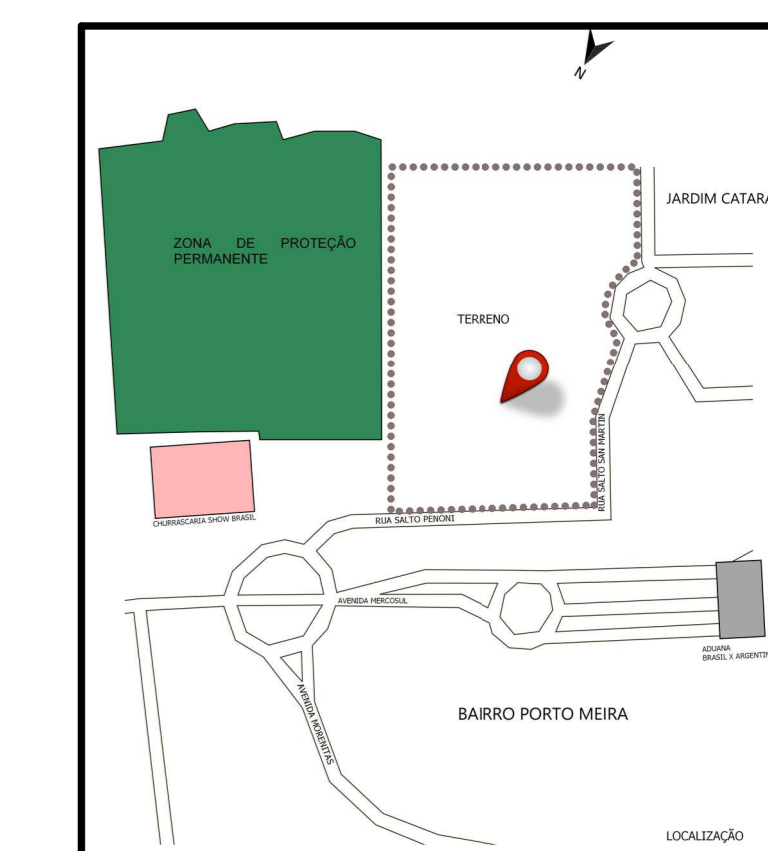 N
JARDIM CATARA
ZONA DE PROTEÇÃO
PERMANENTE
TERRENO
RUA SALTO SAN MARTIN
CHURRASCARIA SHOW BRASIL
RUA SALTO PENONI
AVENIDA MERCOSUL
ADUANA
BRASIL X ARGENTIN
AVENIDA MORENITAS
BAIRRO PORTO MEIRA
LOCALIZAÇÃO